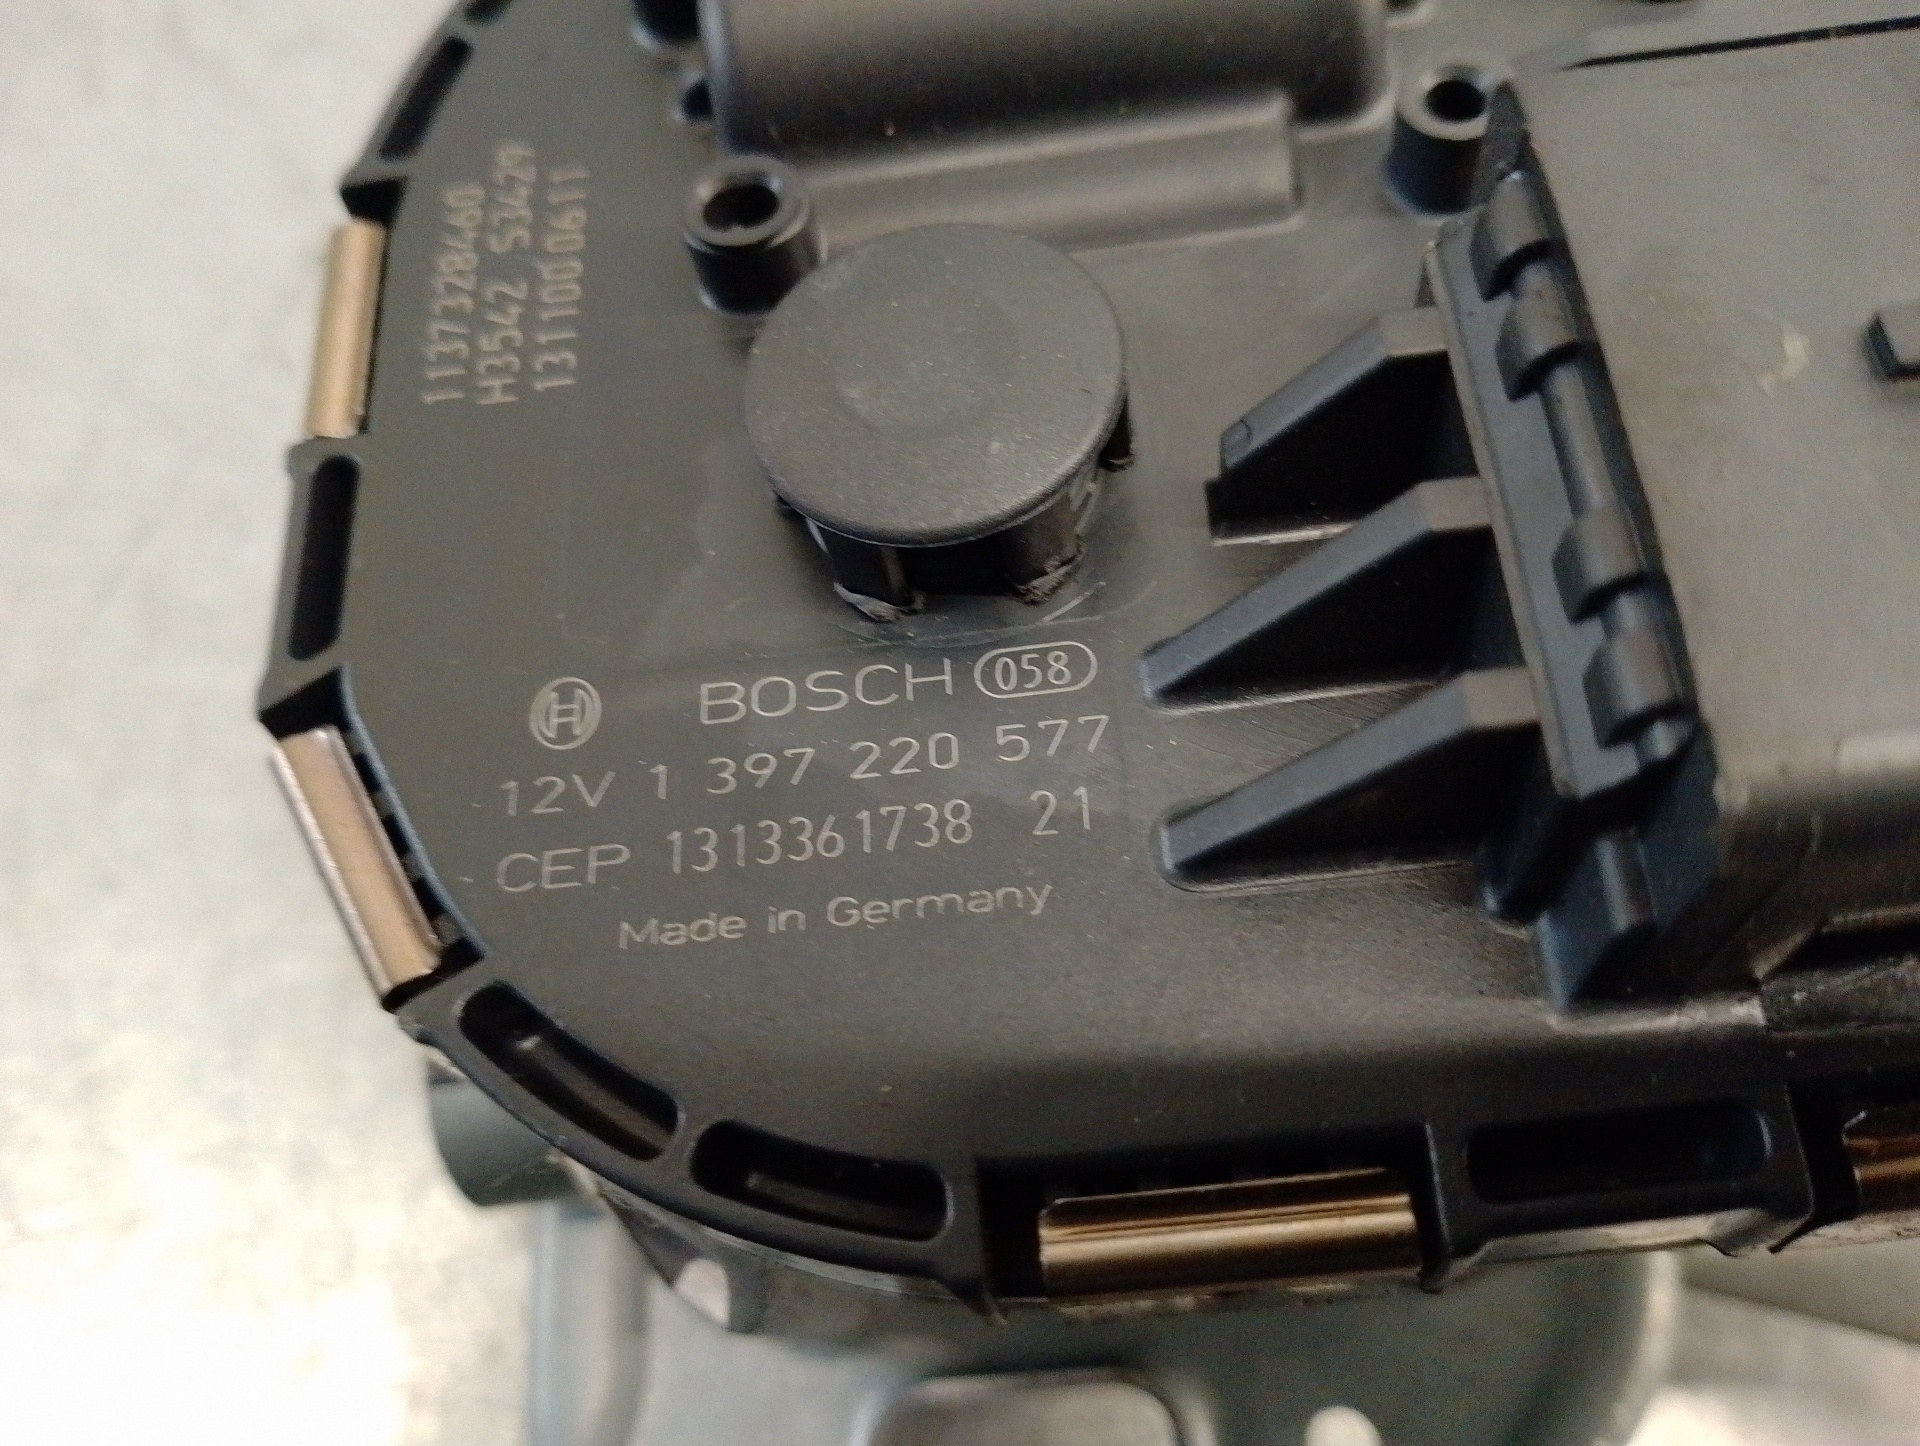 1137328460
H3542 S3429
1311000611
BOSCH 058
12V 1 397 220 577
CEP 1313361738 21
Made in Germany